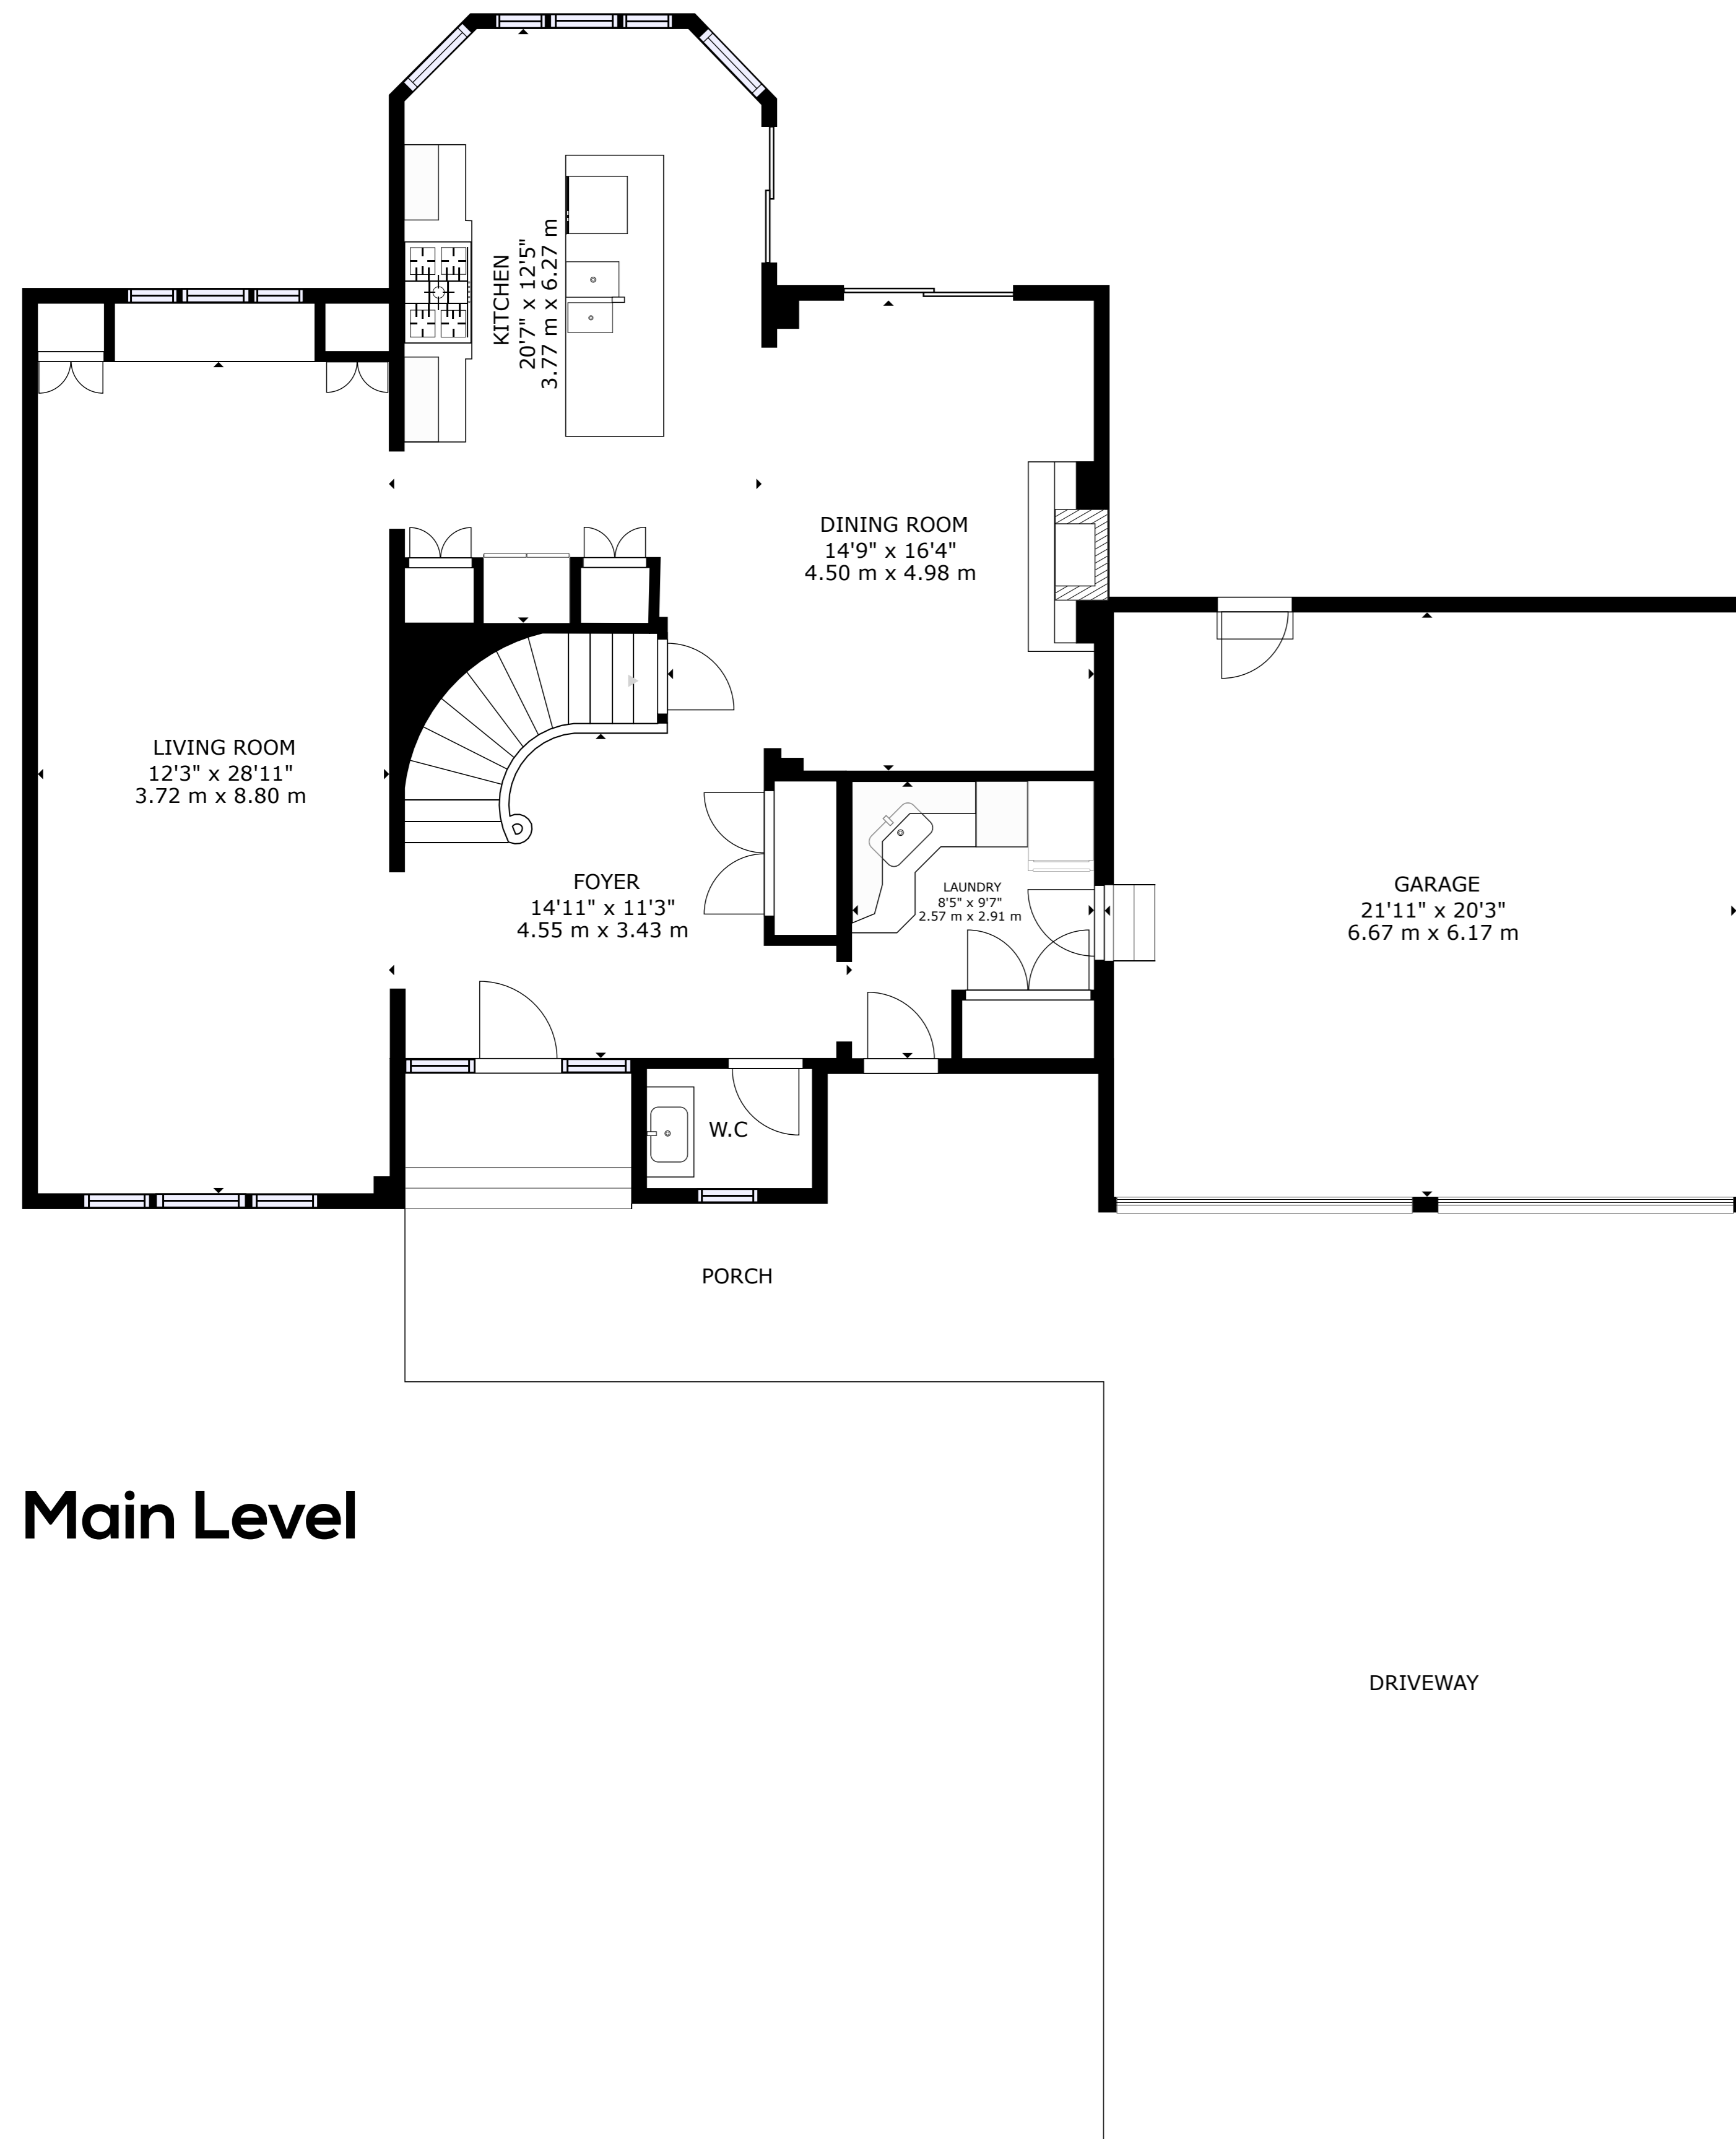 KITCHEN
20'7" x 12'5"
3.77 m x 6.27 m
DINING ROOM
14'9" x 16'4"
4.50 m x 4.98 m
LIVING ROOM
12'3" x 28'11"
3.72 m x 8.80 m
FOYER
14'11" x 11'3"
4.55 m x 3.43 m
LAUNDRY
8'5" x 9'7"
2.57 m x 2.91 m
GARAGE
21'11" x 20'3"
6.67 m x 6.17 m
W.C
PORCH
Main Level
DRIVEWAY